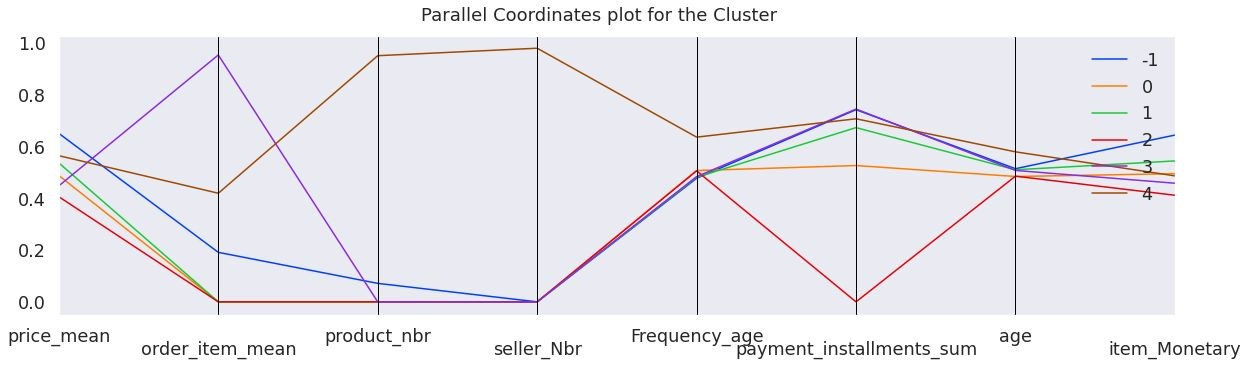 Parallel Coordinates plot for the Cluster
1.0
0.8
0.6
0.4
0.2
0.0
-1
0
1
2
3
4
price_mean
order_item_mean
product_nbr
seller_Nbr
Frequency_age
payment_installments_sum
age
item_Monetary